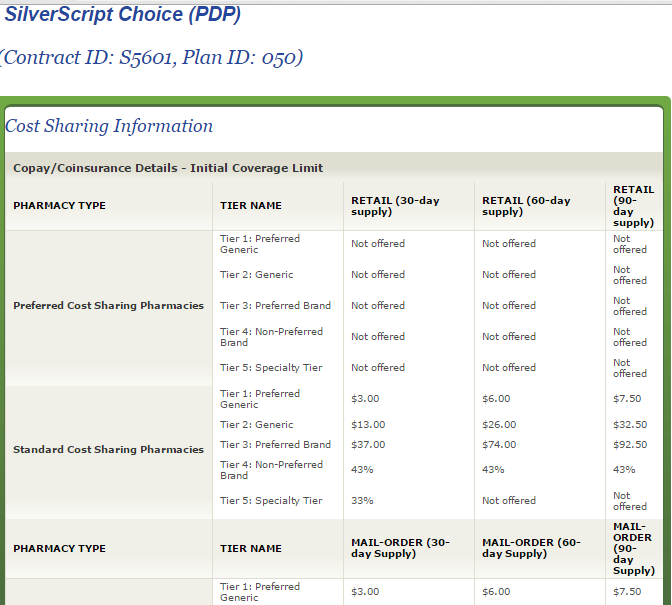 SilverScript Choice (PDP)
(Contract ID: S5601, Plan ID: 050)
Cost Sharing Information
Copay/Coinsurance Details - Initial Coverage Limit
PHARMACY TYPE TIER NAME RETAIL (30-day supply) RETAIL (60-day supply) RETAIL (90-day supply)
Preferred Cost Sharing Pharmacies
Tier 1: Preferred Generic Not offered Not offered Not offered
Tier 2: Generic Not offered Not offered Not offered
Tier 3: Preferred Brand Not offered Not offered Not offered
Tier 4: Non-Preferred Brand Not offered Not offered Not offered
Tier 5: Specialty Tier Not offered Not offered Not offered
Standard Cost Sharing Pharmacies
Tier 1: Preferred Generic $3.00 $6.00 $7.50
Tier 2: Generic $13.00 $26.00 $32.50
Tier 3: Preferred Brand $37.00 $74.00 $92.50
Tier 4: Non-Preferred Brand 43% 43% 43%
Tier 5: Specialty Tier 33% Not offered Not offered
PHARMACY TYPE TIER NAME MAIL-ORDER (30-day Supply) MAIL-ORDER (60-day Supply) MAIL-ORDER (90-day Supply)
Tier 1: Preferred Generic $3.00 $6.00 $7.50